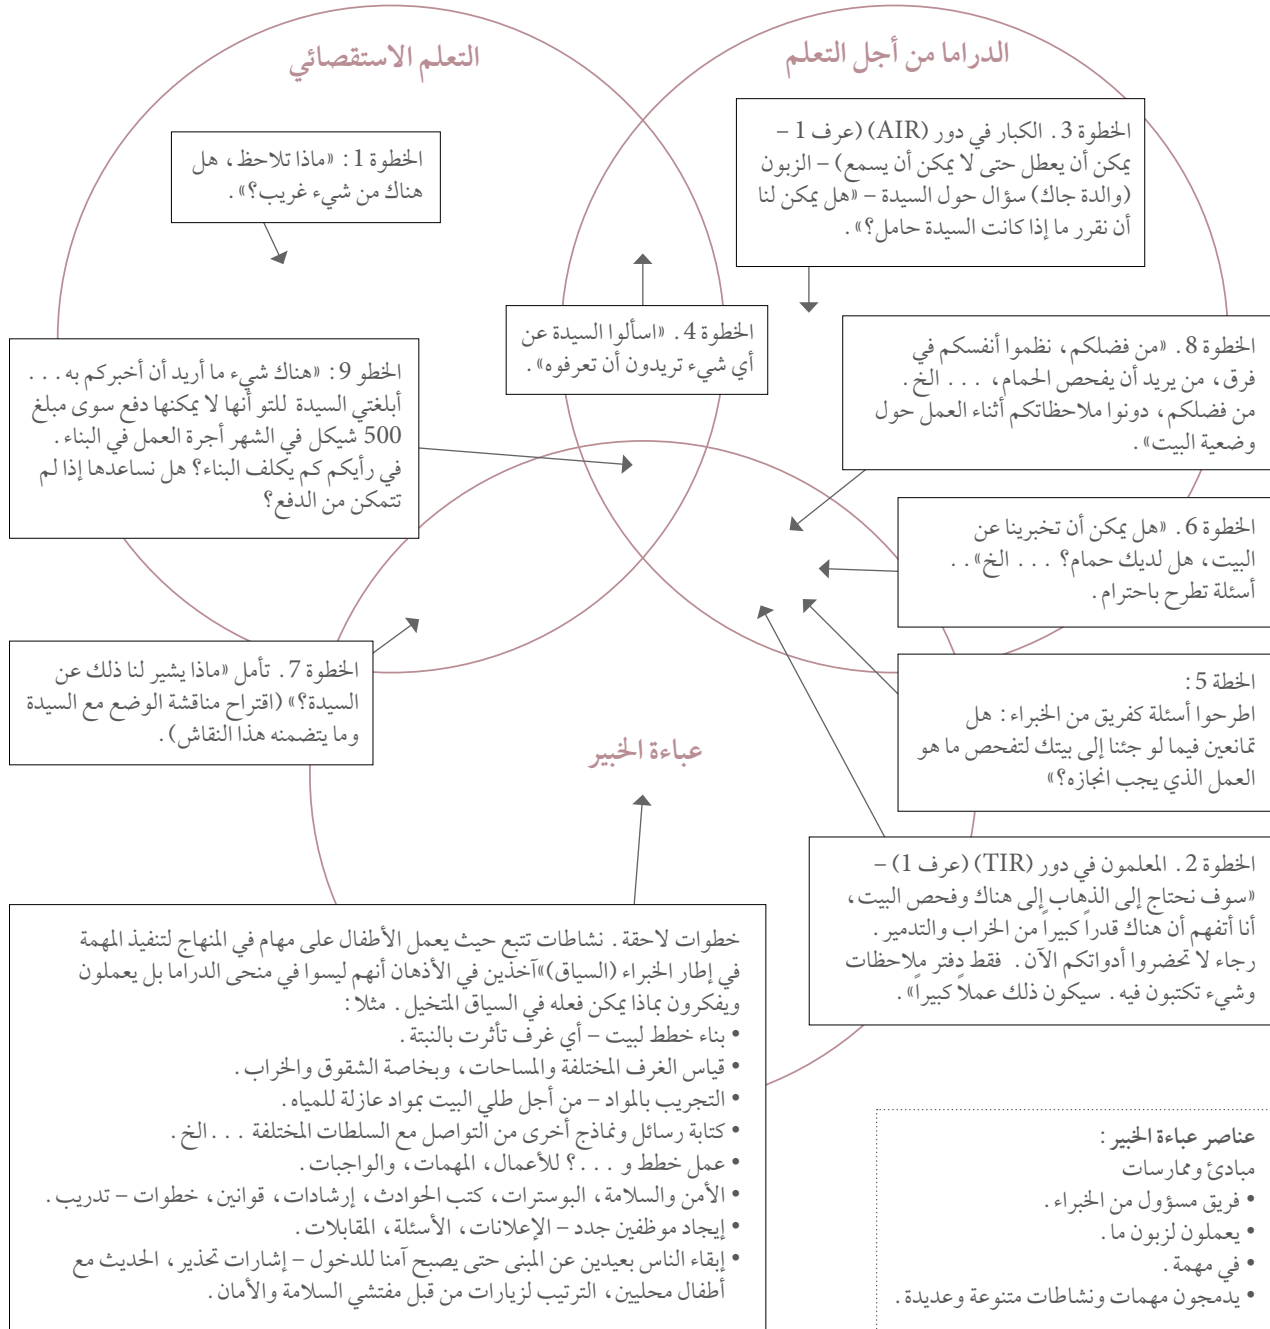 الدراما من أجل التعلم
التعلم الاستقصائي
الخطوة 3. الكبار في دور (AIR) (عرف 1 –
يمكن أن يعطل حتى لا يمكن أن يسمع) – الزبون
(والدة جاك) سؤال حول السيدة – «هل يمكن لنا
أن نقرر ما إذا كانت السيدة حامل؟».
الخطوة 1: «ماذا تلاحظ، هل
هناك من شيء غريب؟».
الخطوة 4. «اسألوا السيدة عن
أي شيء تريدون أن تعرفوه».
الخطوة 8. «من فضلكم، نظموا أنفسكم في
فرق، من يريد أن يفحص الحمام، ... الخ.
من فضلكم، دونوا ملاحظاتكم أثناء العمل حول
وضعية البيت».
الخطو 9: «هناك شيء ما أريد أن أخبركم به...
أبلغتي السيدة للتو أنها لا يمكنها دفع سوى مبلغ
500 شيكل في الشهر أجرة العمل في البناء.
في رأيكم كم يكلف البناء؟ هل نساعدها إذا لم
تتمكن من الدفع؟
الخطوة 6. «هل يمكن أن تخبرينا عن
البيت، هل لديك حمام؟ ... الخ»..
أسئلة تطرح باحترام.
الخطوة 7. تأمل «ماذا يشير لنا ذلك عن
السيدة؟» (اقتراح مناقشة الوضع مع السيدة
وما يتضمنه هذا النقاش).
الخطة 5:
اطرحوا أسئلة كفريق من الخبراء: هل
تمانعين فيما لو جئنا إلى بيتك لتفحص ما هو
العمل الذي يجب انجازه؟»
عباءة الخبير
الخطوة 2. المعلمون في دور (TIR) (عرف 1) –
«سوف نحتاج إلى الذهاب إلى هناك وفحص البيت،
أنا أتفهم أن هناك قدراً كبيراً من الخراب والتدمير.
رجاء لا تحضروا أدواتكم الآن. فقط دفتر ملاحظات
وشيء تكتبون فيه. سيكون ذلك عملاً كبيراً».
خطوات لاحقة. نشاطات تتبع حيث يعمل الأطفال على مهام في المنهاج لتنفيذ المهمة
في إطار الخبراء (السياق)»آخذين في الأذهان أنهم ليسوا في منحى الدراما بل يعملون
ويفكرون بماذا يمكن فعله في السياق المتخيل. مثلا:
• بناء خطط لبيت – أي غرف تأثرت بالنبتة.
• قياس الغرف المختلفة والمساحات، وبخاصة الشقوق والخراب.
• التجريب بالمواد – من أجل طلي البيت بمواد عازلة للمياه.
• كتابة رسائل ونماذج أخرى من التواصل مع السلطات المختلفة ... الخ.
• عمل خطط و ...؟ للأعمال، المهمات، والواجبات.
• الأمن والسلامة، البوسترات، كتب الحوادث، إرشادات، قوانين، خطوات – تدريب.
• إيجاد موظفين جدد – الإعلانات، الأسئلة، المقابلات.
• إبقاء الناس بعيدين عن المبنى حتى يصبح آمنا للدخول – إشارات تحذير، الحديث مع
أطفال محليين، الترتيب لزيارات من قبل مفتشي السلامة والأمان.
عناصر عباءة الخبير:
مبادئ وممارسات
• فريق مسؤول من الخبراء.
• يعملون لزبون ما.
• في مهمة.
• يدمجون مهمات ونشاطات متنوعة وعديدة.